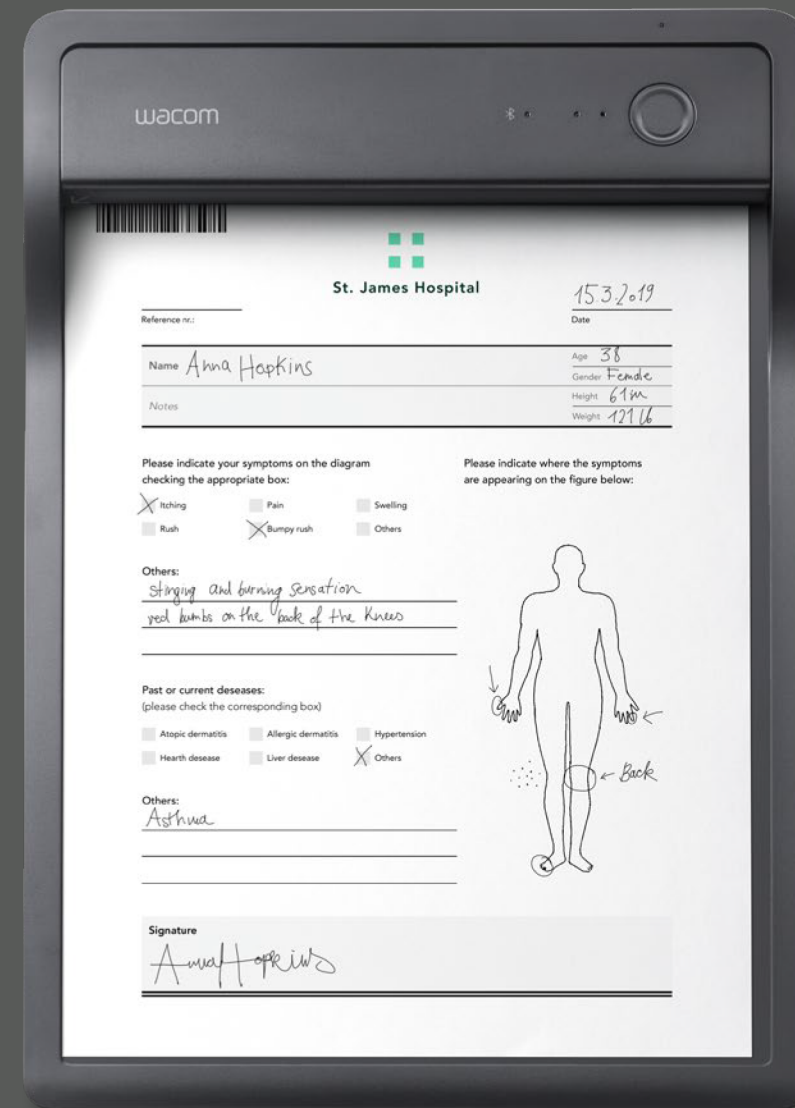 wacom
St. James Hospital
15.3.2019
Reference nr.:
Date
Name Anna Hopkins
Age 38
Gender Female
Notes
Height 61m
Weight 121 lb
Please indicate your symptoms on the diagram
checking the appropriate box:
Please indicate where the symptoms
are appearing on the figure below:
Itching Pain Swelling
Rush Bumpy rush Others
Others:
stinging and burning sensation
red bumbs on the back of the knees
Past or current deseases:
(please check the corresponding box)
Atopic dermatitis Allergic dermatitis Hypertension
Hearth desease Liver desease Others
Back
Others:
Asthma
Signature
Anna Hopkins